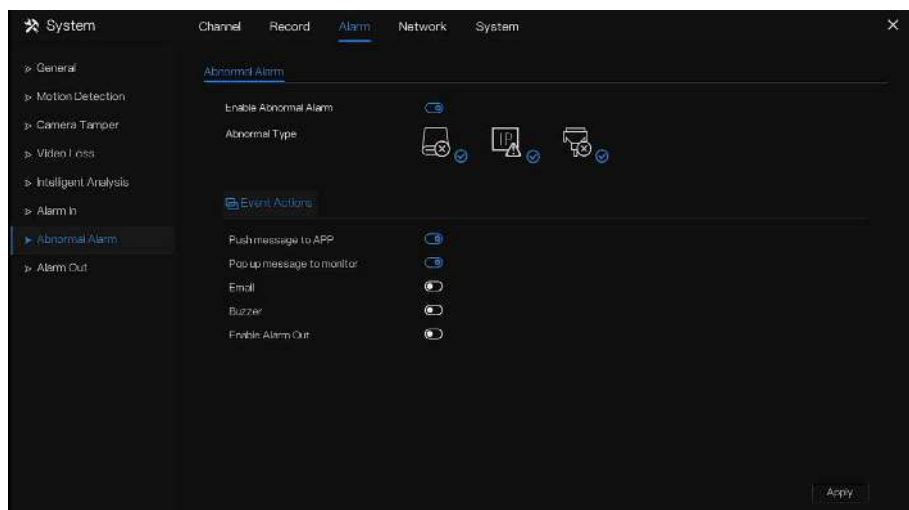 System
Channel Record Alarm Network System
General
Motion Detection
Camera Tamper
Video Loss
Intelligent Analysis
Alarm In
Abnormal Alarm
Alarm Out
Abnormal Alarm
Enable Abnormal Alarm
Abnormal Type
IP
Event Actions
Push message to APP
Pop up message to monitor
Email
Buzzer
Enable Alarm Out
Apply